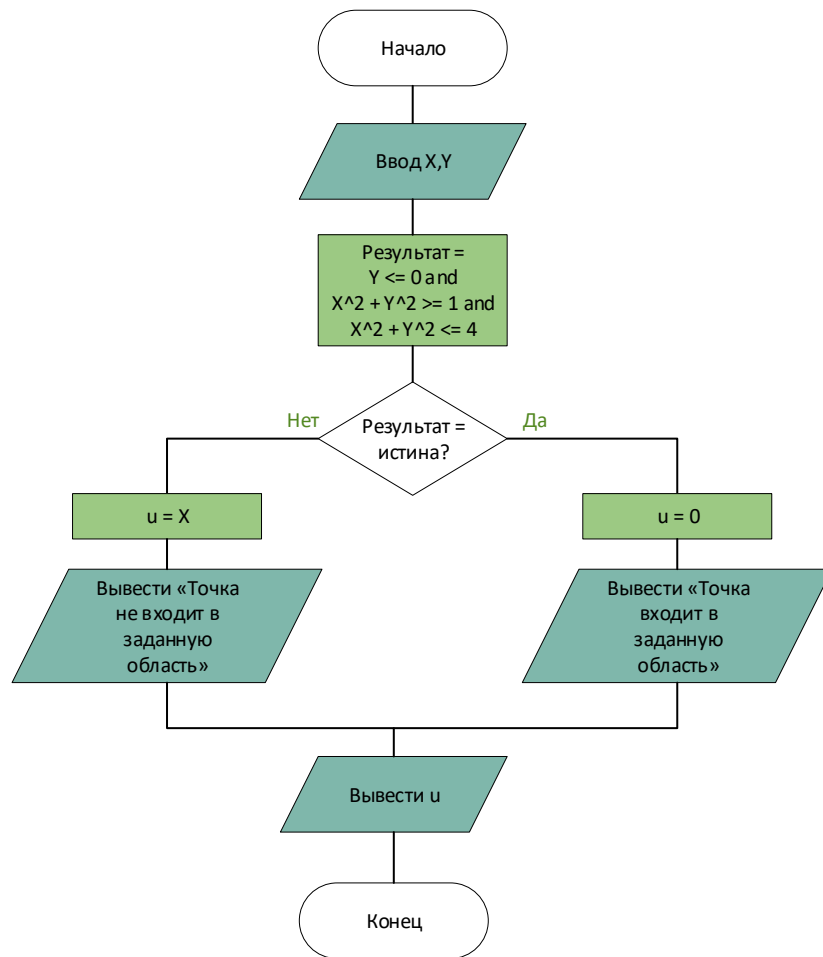 Начало
Ввод X,Y
Результат =
Y <= 0 and
X^2 + Y^2 >= 1 and
X^2 + Y^2 <= 4
Результат =
истина?
Нет
Да
u = X
u = 0
Вывести «Точка
не входит в
заданную
область»
Вывести «Точка
входит в
заданную
область»
Вывести u
Конец